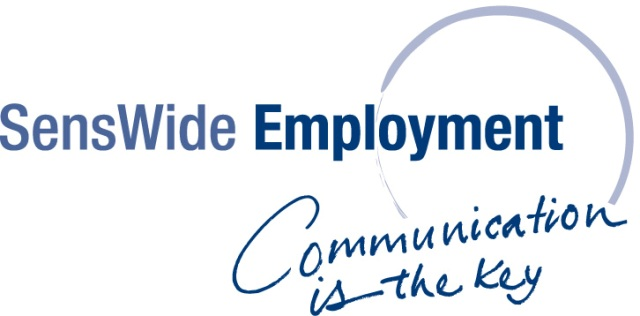 SensWide Employment
Communication
is the Key